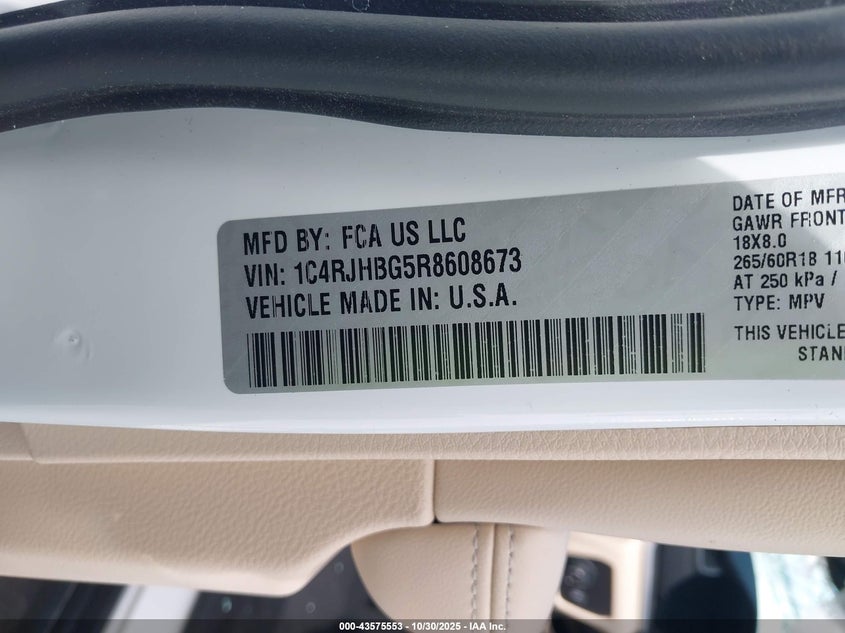 MFD BY: FCA US LLC
VIN: 1C4RJHBG5R8608673
VEHICLE MADE IN: U.S.A.
DATE OF MFR
GAWR FRONT
18X8.0
265/60R18 110
AT 250 kPa /
TYPE: MPV
THIS VEHICLE
STAN
000-43575553 • 10/30/2025 - IAA Inc.